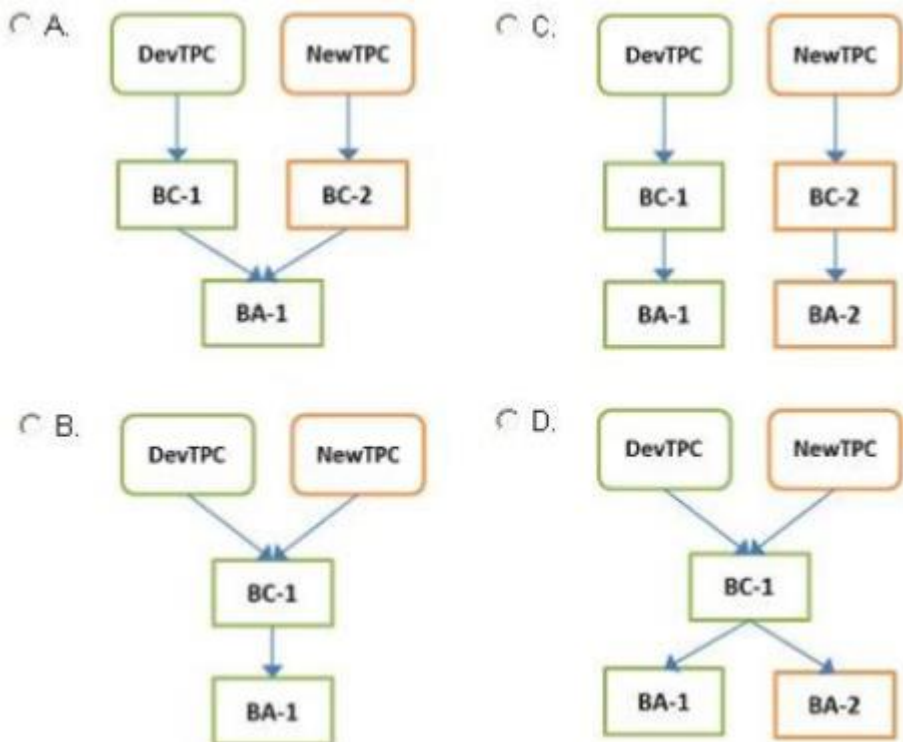 A.
DevTPC
NewTPC
BC-1
BC-2
BA-1
C.
DevTPC
NewTPC
BC-1
BC-2
BA-1
BA-2
B.
DevTPC
NewTPC
BC-1
BA-1
D.
DevTPC
NewTPC
BC-1
BA-1
BA-2